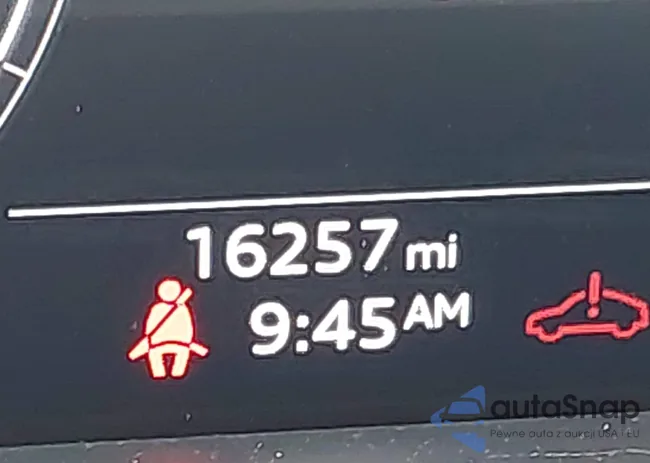 16257 mi
9:45 AM
autaSnap
Pewne auta z aukcji USA i EU